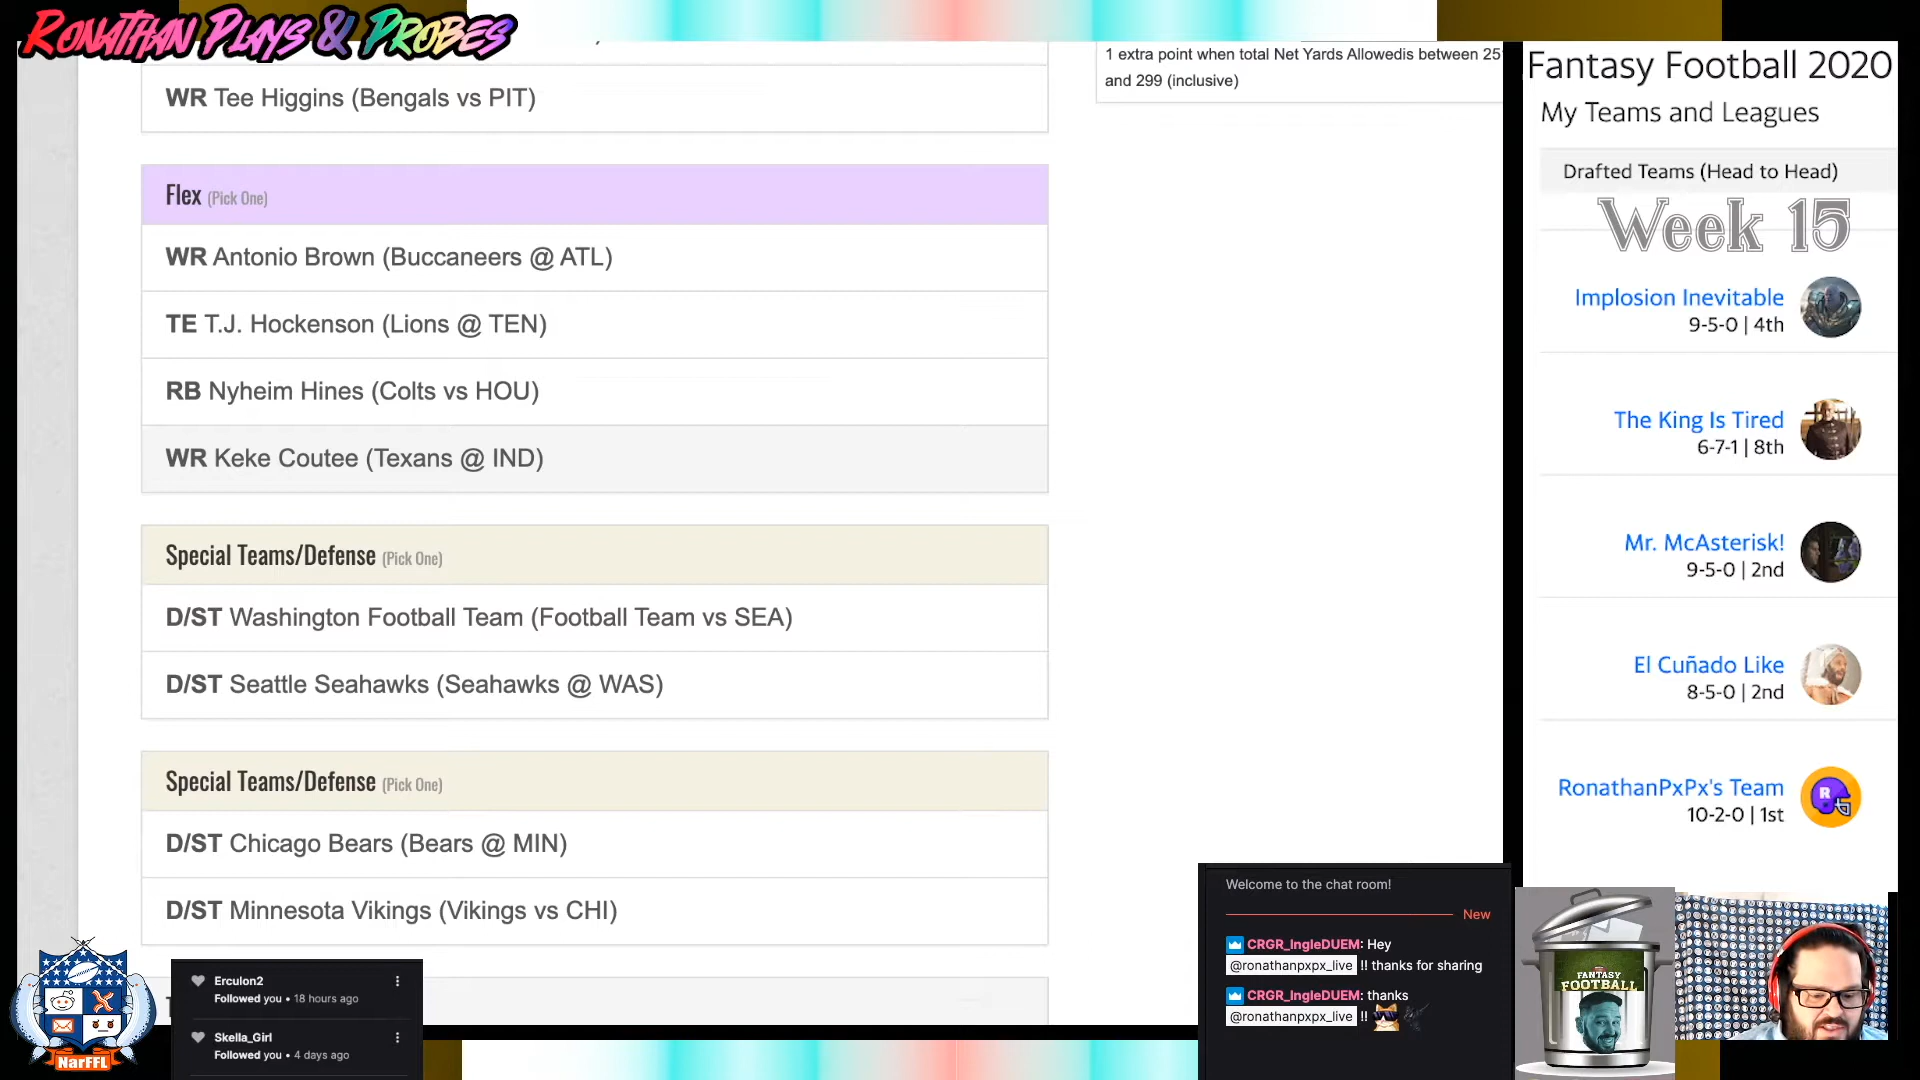 RONATHAN PLAYS & PROBES
WR Tee Higgins (Bengals vs PIT)
Flex (Pick One)
WR Antonio Brown (Buccaneers @ ATL)
TE T.J. Hockenson (Lions @ TEN)
RB Nyheim Hines (Colts vs HOU)
WR Keke Coutee (Texans @ IND)
Special Teams/Defense (Pick One)
D/ST Washington Football Team (Football Team vs SEA)
D/ST Seattle Seahawks (Seahawks @ WAS)
Special Teams/Defense (Pick One)
D/ST Chicago Bears (Bears @ MIN)
D/ST Minnesota Vikings (Vikings vs CHI)
1 extra point when total Net Yards Allowedis between 25
and 299 (inclusive)
Fantasy Football 2020
My Teams and Leagues
Drafted Teams (Head to Head)
Week 15
Implosion Inevitable
9-5-0 | 4th
The King Is Tired
6-7-1 | 8th
Mr. McAsterisk!
9-5-0 | 2nd
El Cuñado Like
8-5-0 | 2nd
R
RonathanPxPx's Team
10-2-0 | 1st
NarFFL
Erculon2
Followed you • 18 hours ago
Skella_Girl
Followed you • 4 days ago
Welcome to the chat room!
New
CRGR_IngleDUEM: Hey
@ronathanpxpx_live !! thanks for sharing
CRGR_IngleDUEM: thanks
@ronathanpxpx_live !!
FANTASY
FOOTBALL